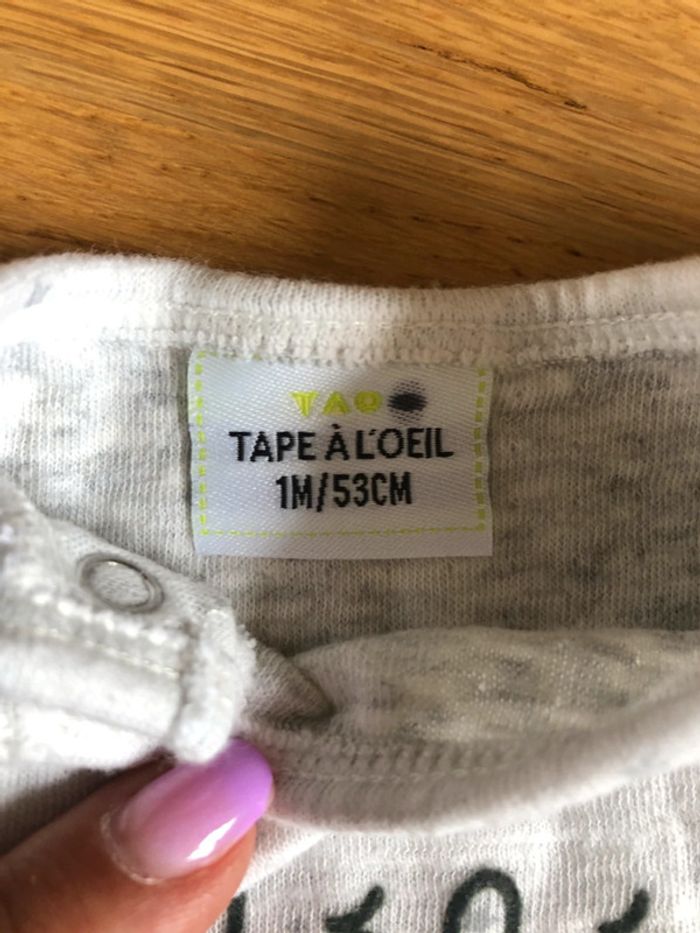 TAO
TAPE À L'OEIL
1M/53CM